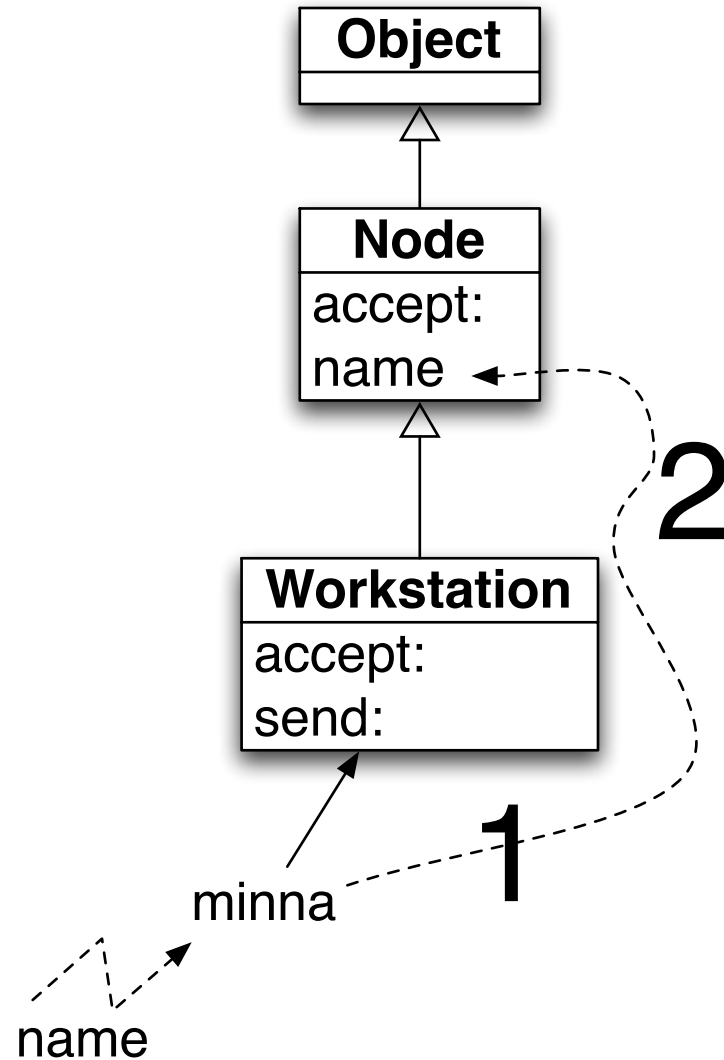 Object
Node
accept:
name
2
Workstation
accept:
send:
1
minna
name